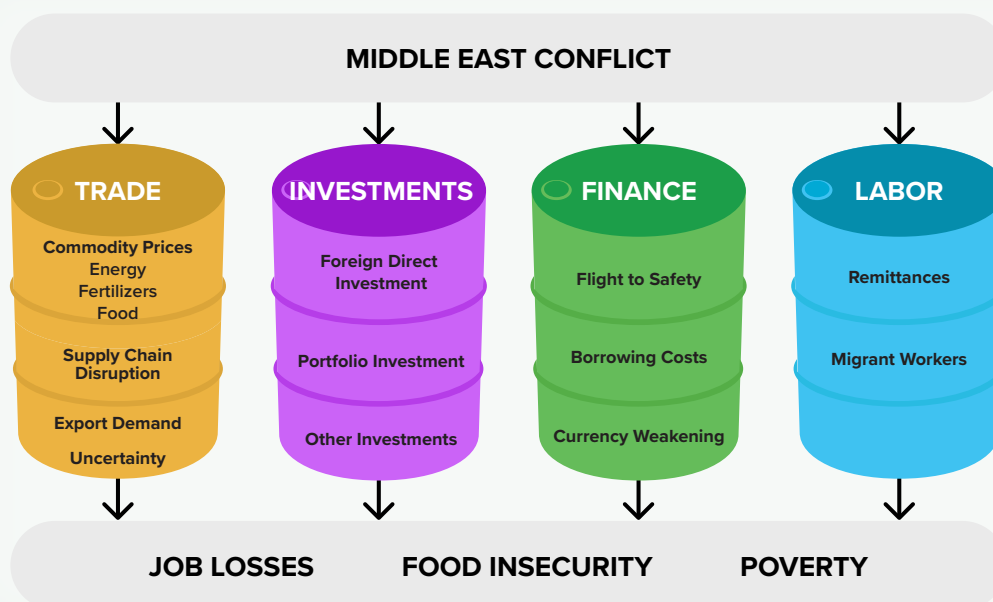 MIDDLE EAST CONFLICT
TRADE
Commodity Prices
Energy
Fertilizers
Food
Supply Chain
Disruption
Export Demand
Uncertainty
INVESTMENTS
Foreign Direct
Investment
Portfolio Investment
Other Investments
FINANCE
Flight to Safety
Borrowing Costs
Currency Weakening
LABOR
Remittances
Migrant Workers
JOB LOSSES
FOOD INSECURITY
POVERTY